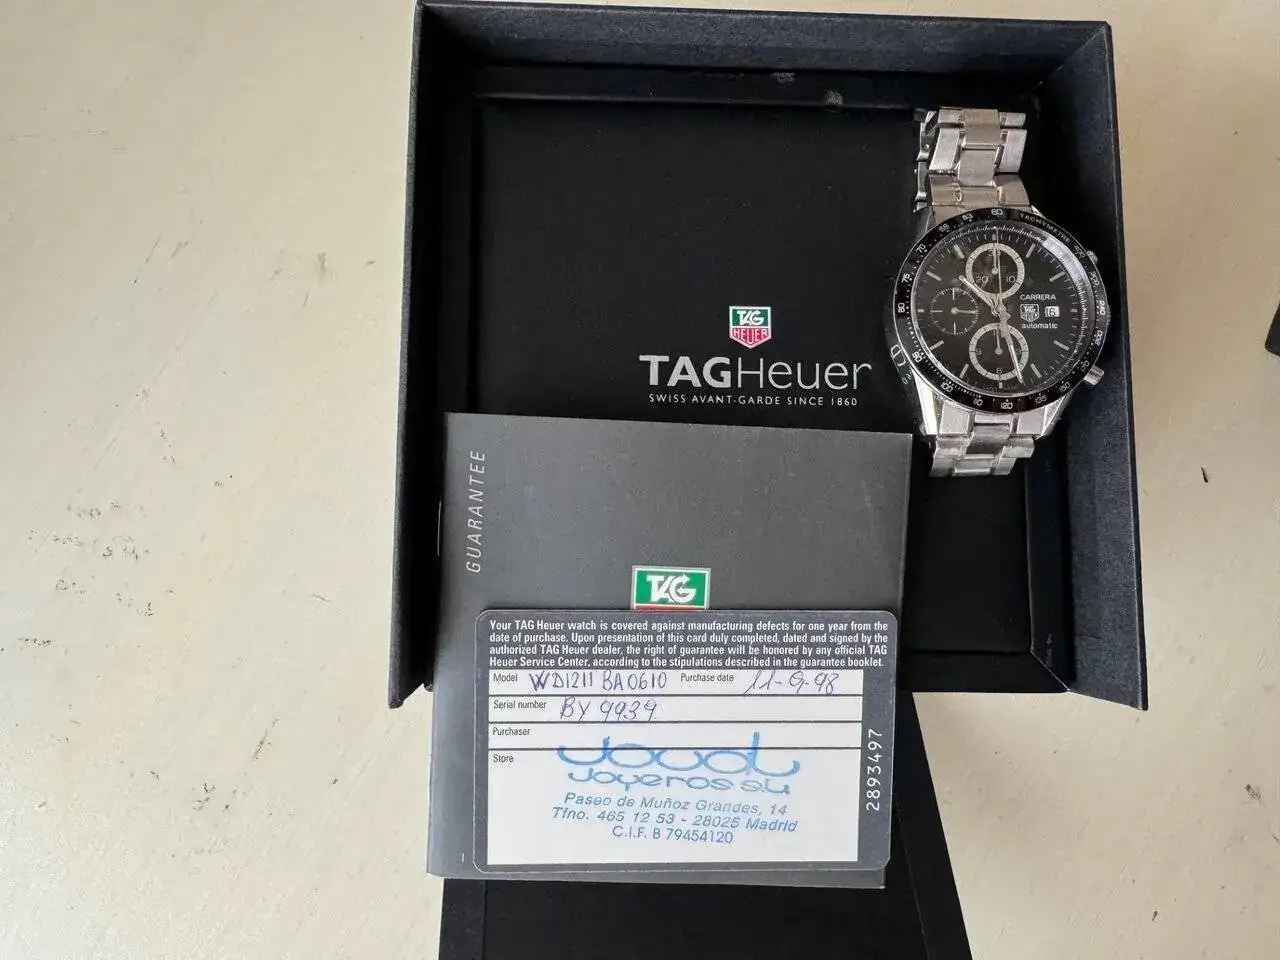 TAG
HEUER
TAGHeuer
SWISS AVANT-GARDE SINCE 1860
TACHYMETRE
CARRERA
TAG
HEUER
automatic
GUARANTEE
TAG
Your TAG Heuer watch is covered against manufacturing defects for one year from the
date of purchase. Upon presentation of this card duly completed, dated and signed by the
authorized TAG Heuer dealer, the right of guarantee will be honored by any official TAG
Heuer Service Center, according to the stipulations described in the guarantee booklet.
Model WD1211 BA0610 Purchase date 11-9-98
Serial number BY 9939
Purchaser
Store
Joyeros S.L.
Paseo de Muñoz Grandes, 14
Tfno. 465 12 53 - 28025 Madrid
C.I.F. B 79454120
2893497